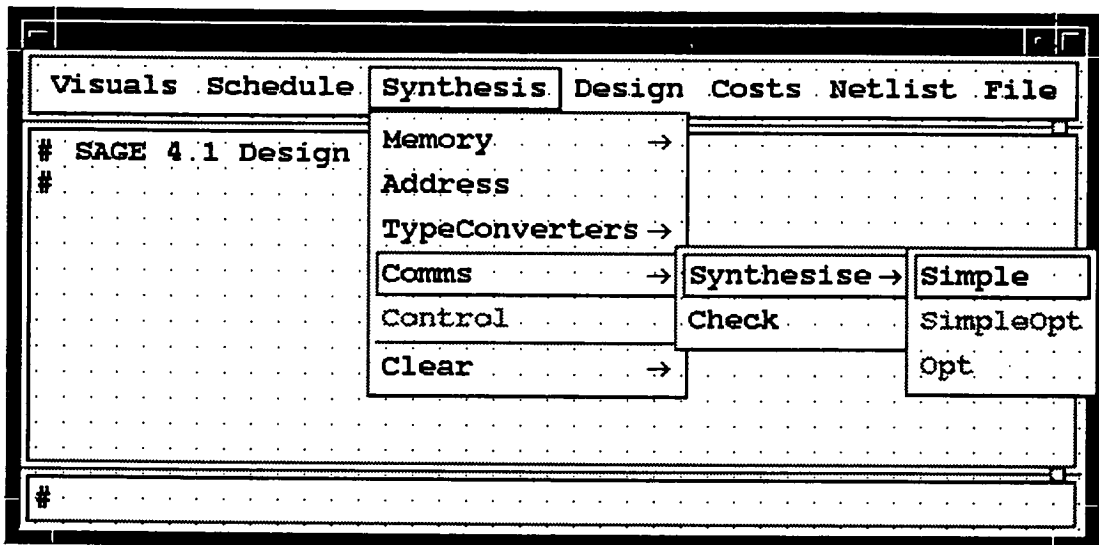 Visuals Schedule Synthesis Design Costs Netlist File
# SAGE 4.1 Design
#
Memory →
Address
TypeConverters →
Comms →
Control
Clear →
Synthesise →
Check
Simple
SimpleOpt
Opt
#